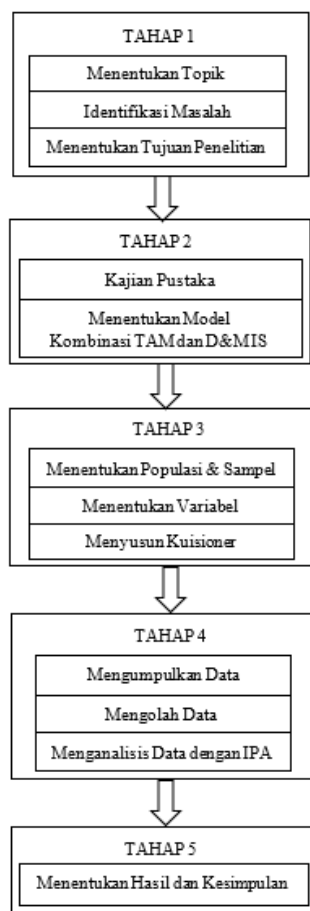 TAHAP 1
Menentukan Topik
Identifikasi Masalah
Menentukan Tujuan Penelitian
TAHAP 2
Kajian Pustaka
Menentukan Model
Kombinasi TAM dan D&MIS
TAHAP 3
Menentukan Populasi & Sampel
Menentukan Variabel
Menyusun Kuisioner
TAHAP 4
Mengumpulkan Data
Mengolah Data
Menganalisis Data dengan IPA
TAHAP 5
Menentukan Hasil dan Kesimpulan